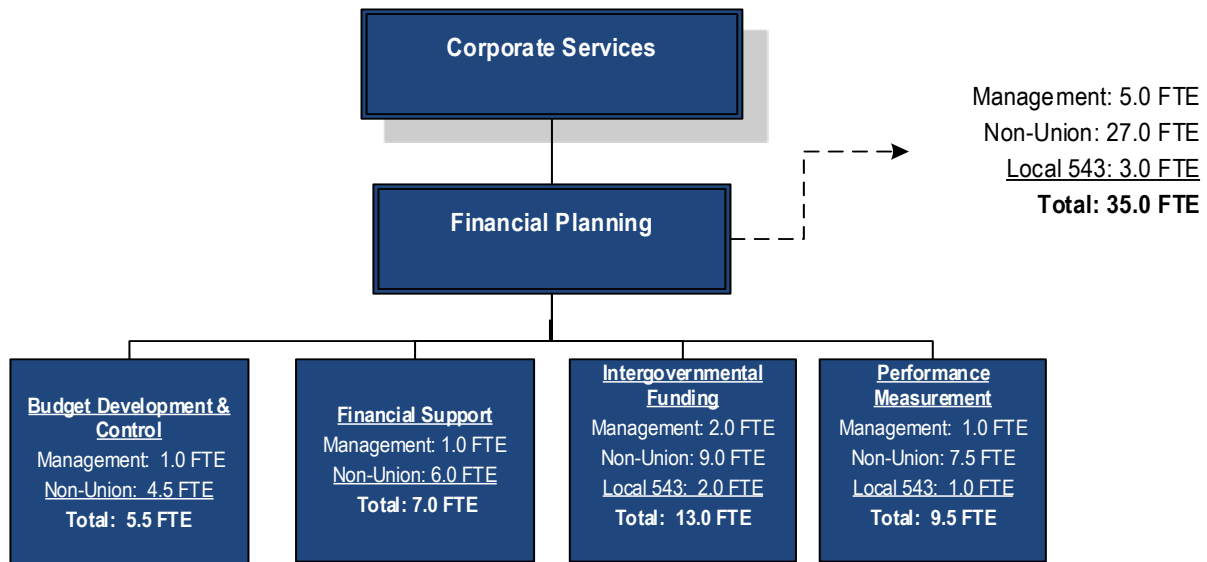 Corporate Services
Management: 5.0 FTE
Non-Union: 27.0 FTE
Local 543: 3.0 FTE
Total: 35.0 FTE
Financial Planning
Budget Development &
Control
Management: 1.0 FTE
Non-Union: 4.5 FTE
Total: 5.5 FTE
Financial Support
Management: 1.0 FTE
Non-Union: 6.0 FTE
Total: 7.0 FTE
Intergovernmental
Funding
Management: 2.0 FTE
Non-Union: 9.0 FTE
Local 543: 2.0 FTE
Total: 13.0 FTE
Performance
Measurement
Management: 1.0 FTE
Non-Union: 7.5 FTE
Local 543: 1.0 FTE
Total: 9.5 FTE